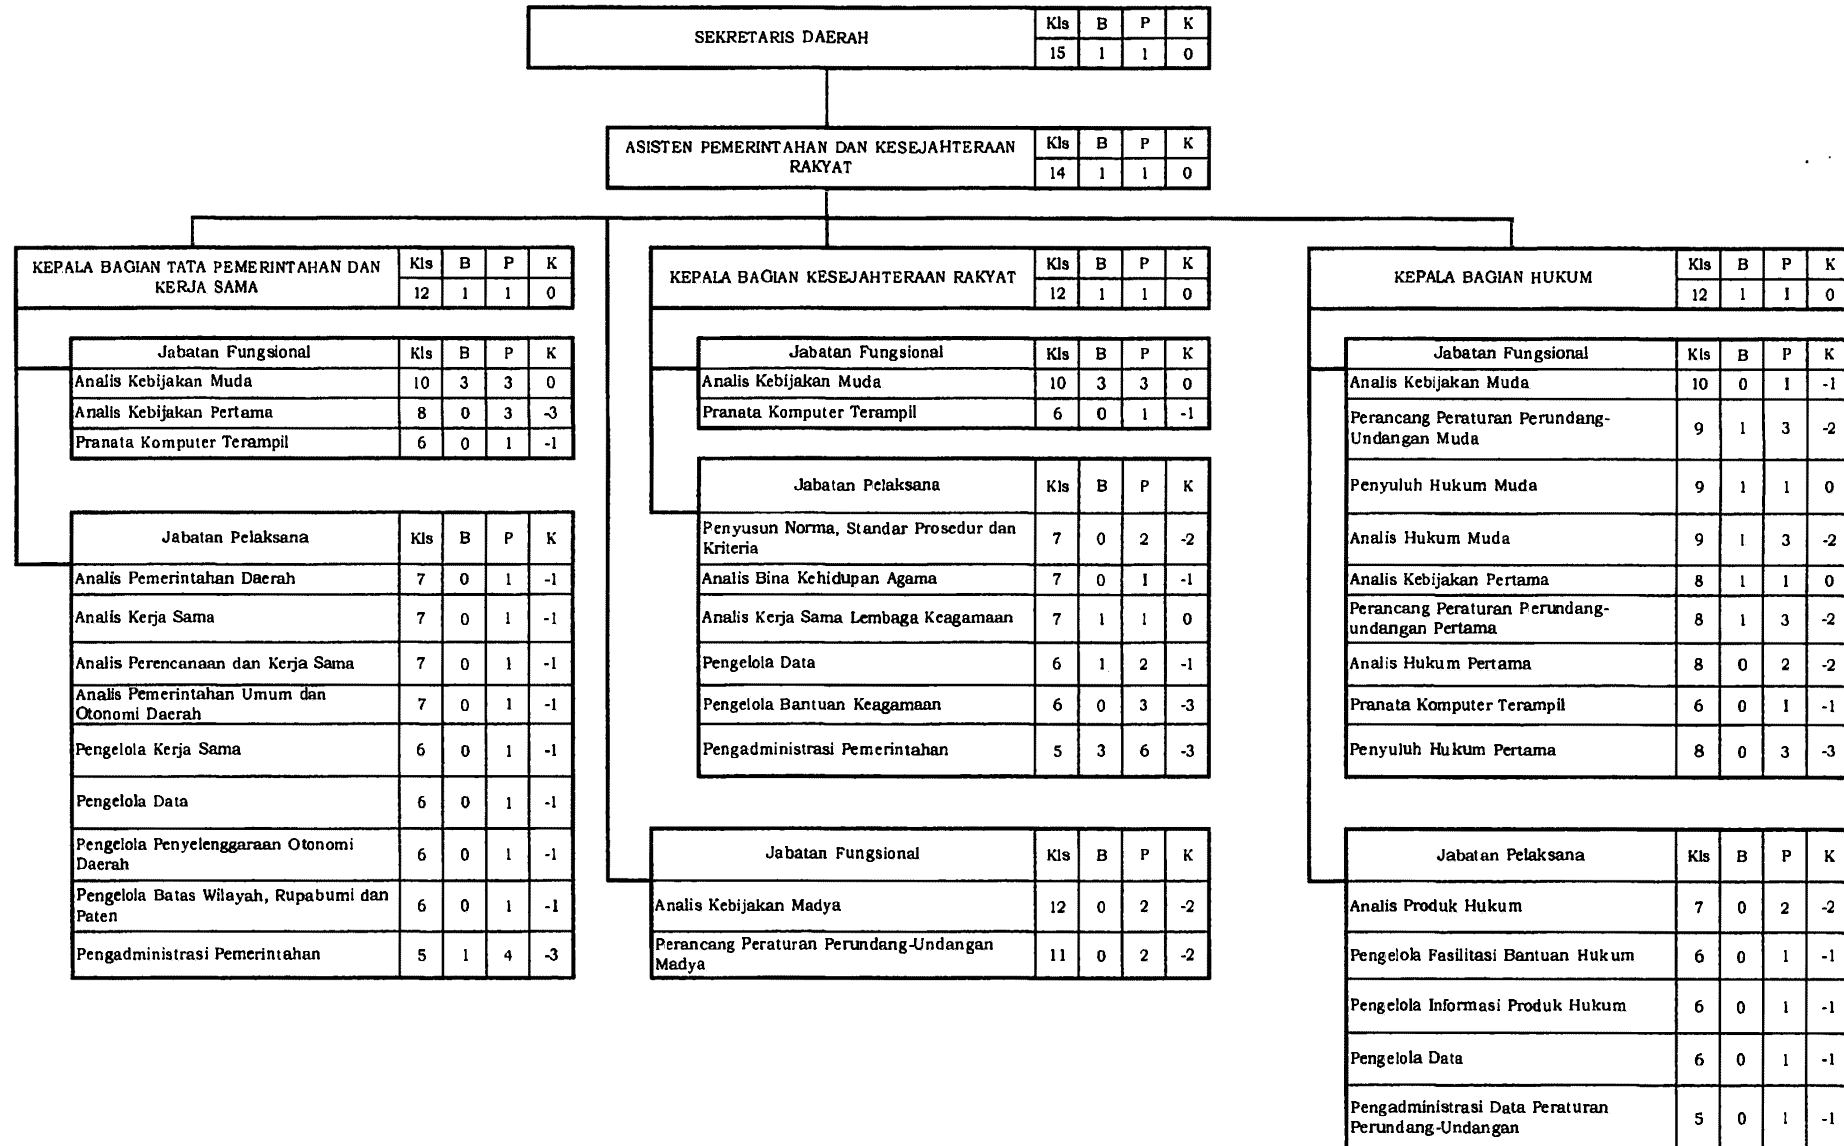 SEKRETARIS DAERAH
Kls B P K
15 1 1 0
ASISTEN PEMERINTAHAN DAN KESEJAHTERAAN
RAKYAT
Kls B P K
14 1 1 0
KEPALA BAGIAN TATA PEMERINTAHAN DAN
KERJA SAMA
Kls B P K
12 1 1 0
Jabatan Fungsional Kls B P K
Analis Kebijakan Muda 10 3 3 0
Analis Kebijakan Pertama 8 0 3 -3
Pranata Komputer Terampil 6 0 1 -1
Jabatan Pelaksana Kls B P K
Analis Pemerintahan Daerah 7 0 1 -1
Analis Kerja Sama 7 0 1 -1
Analis Perencanaan dan Kerja Sama 7 0 1 -1
Analis Pemerintahan Umum dan
Otonomi Daerah 7 0 1 -1
Pengelola Kerja Sama 6 0 1 -1
Pengelola Data 6 0 1 -1
Pengelola Penyelenggaraan Otonomi
Daerah 6 0 1 -1
Pengelola Batas Wilayah, Rupabumi dan
Paten 6 0 1 -1
Pengadministrasi Pemerintahan 5 1 4 -3
KEPALA BAGIAN KESEJAHTERAAN RAKYAT
Kls B P K
12 1 1 0
Jabatan Fungsional Kls B P K
Analis Kebijakan Muda 10 3 3 0
Pranata Komputer Terampil 6 0 1 -1
Jabatan Pelaksana Kls B P K
Penyusun Norma, Standar Prosedur dan
Kriteria 7 0 2 -2
Analis Bina Kehidupan Agama 7 0 1 -1
Analis Kerja Sama Lembaga Keagamaan 7 1 1 0
Pengelola Data 6 1 2 -1
Pengelola Bantuan Keagamaan 6 0 3 -3
Pengadministrasi Pemerintahan 5 3 6 -3
Jabatan Fungsional Kls B P K
Analis Kebijakan Madya 12 0 2 -2
Perancang Peraturan Perundang-Undangan
Madya 11 0 2 -2
KEPALA BAGIAN HUKUM
Kls B P K
12 1 1 0
Jabatan Fungsional Kls B P K
Analis Kebijakan Muda 10 0 1 -1
Perancang Peraturan Perundang-
Undangan Muda 9 1 3 -2
Penyuluh Hukum Muda 9 1 1 0
Analis Hukum Muda 9 1 3 -2
Analis Kebijakan Pertama 8 1 1 0
Perancang Peraturan Perundang-
undangan Pertama 8 1 3 -2
Analis Hukum Pertama 8 0 2 -2
Pranata Komputer Terampil 6 0 1 -1
Penyuluh Hukum Pertama 8 0 3 -3
Jabatan Pelaksana Kls B P K
Analis Produk Hukum 7 0 2 -2
Pengelola Fasilitasi Bantuan Hukum 6 0 1 -1
Pengelola Informasi Produk Hukum 6 0 1 -1
Pengelola Data 6 0 1 -1
Pengadministrasi Data Peraturan
Perundang-Undangan 5 0 1 -1